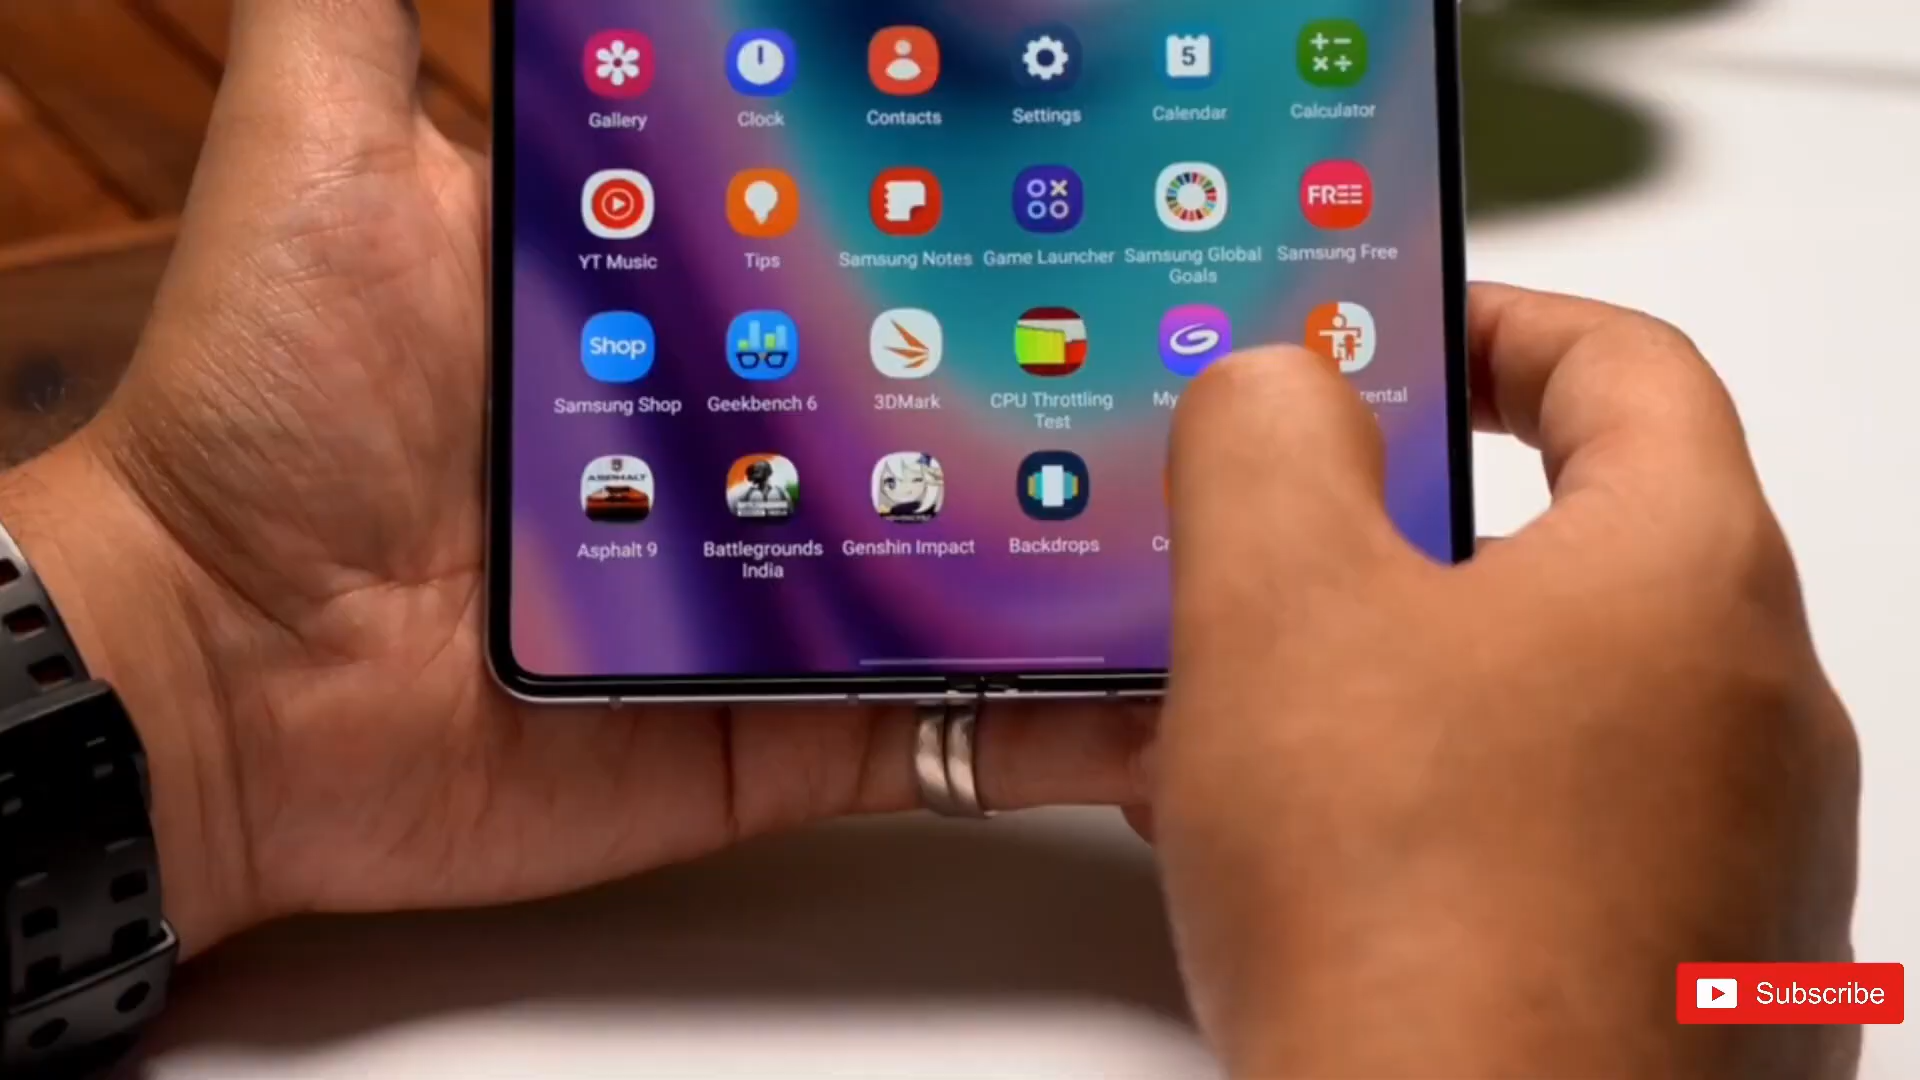 5
Gallery
Clock
Contacts
Settings
Calendar
Calculator
FREE
YT Music
Tips
Samsung Notes
Game Launcher
Samsung Global
Goals
Samsung Free
Shop
Samsung Shop
Geekbench 6
3DMark
CPU Throttling
Test
My
rental
ASPHALT
Asphalt 9
Battlegrounds
India
Genshin Impact
Backdrops
Cr
Subscribe